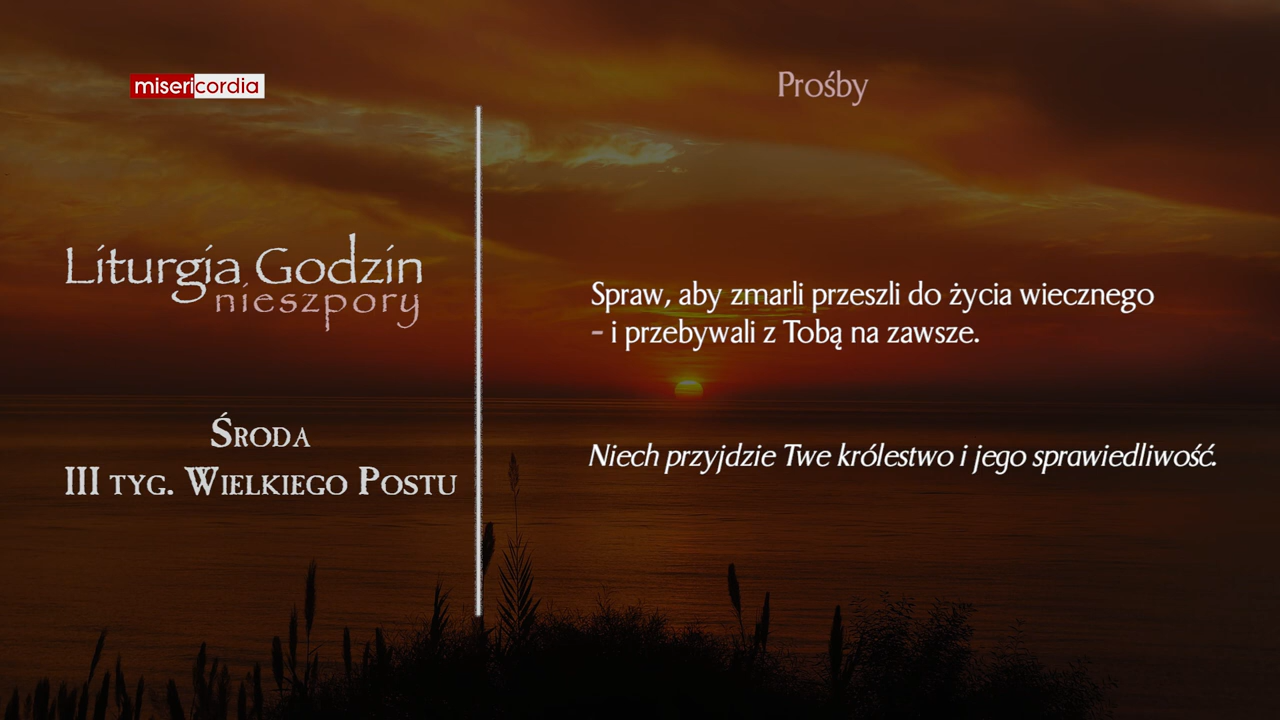 misericordia
Prośby
Liturgia Godzin
nieszpory
Środa
III tyg. Wielkiego Postu
Spraw, aby zmarli przeszli do życia wiecznego
– i przebywali z Tobą na zawsze.
Niech przyjdzie Twe królestwo i jego sprawiedliwość.